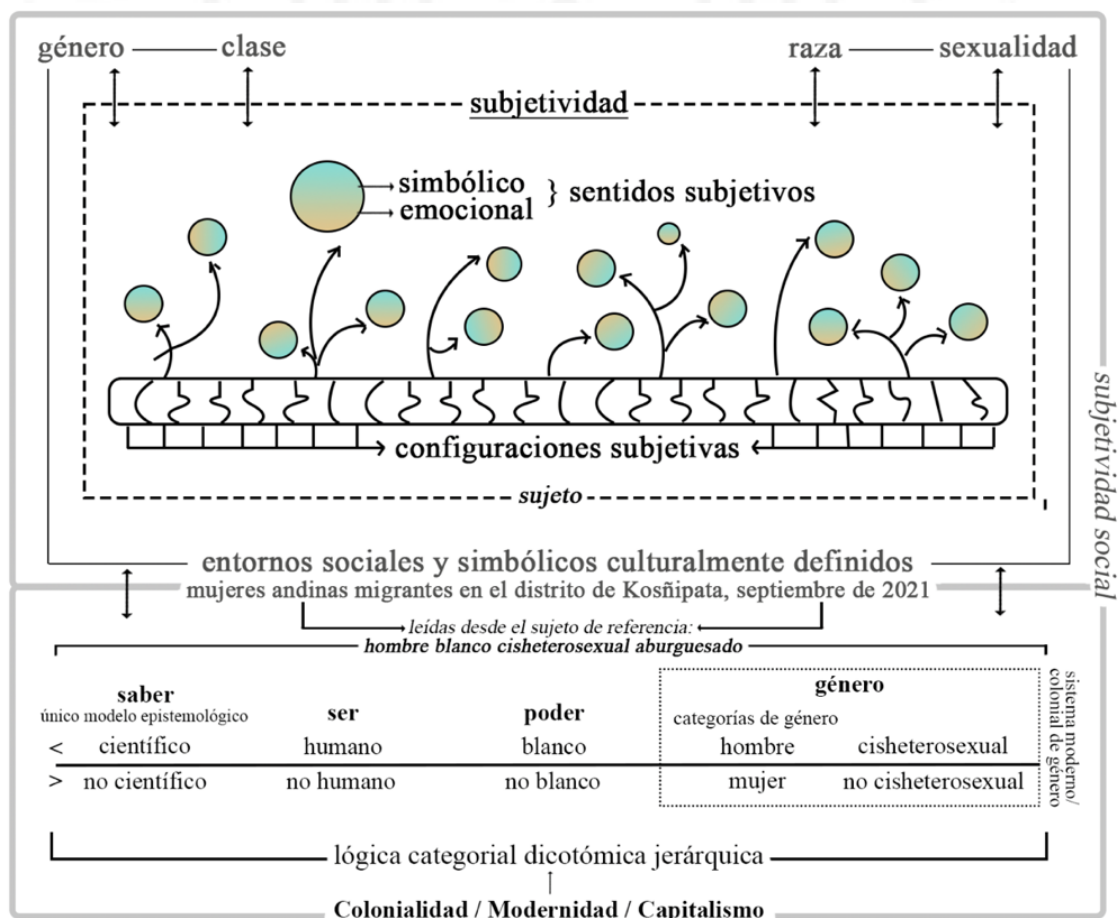 género clase raza sexualidad
subjetividad
simbólico
emocional
} sentidos subjetivos
configuraciones subjetivas
sujeto
subjetividad social
entornos sociales y simbólicos culturalmente definidos
mujeres andinas migrantes en el distrito de Kosñipata, septiembre de 2021
leídas desde el sujeto de referencia:
hombre blanco cisheterosexual aburguesado
saber
único modelo epistemológico
ser
poder
género
categorías de género
< científico humano blanco hombre cisheterosexual
> no científico no humano no blanco mujer no cisheterosexual
sistema moderno/
colonial de género
lógica categorial dicotómica jerárquica
Colonialidad / Modernidad / Capitalismo